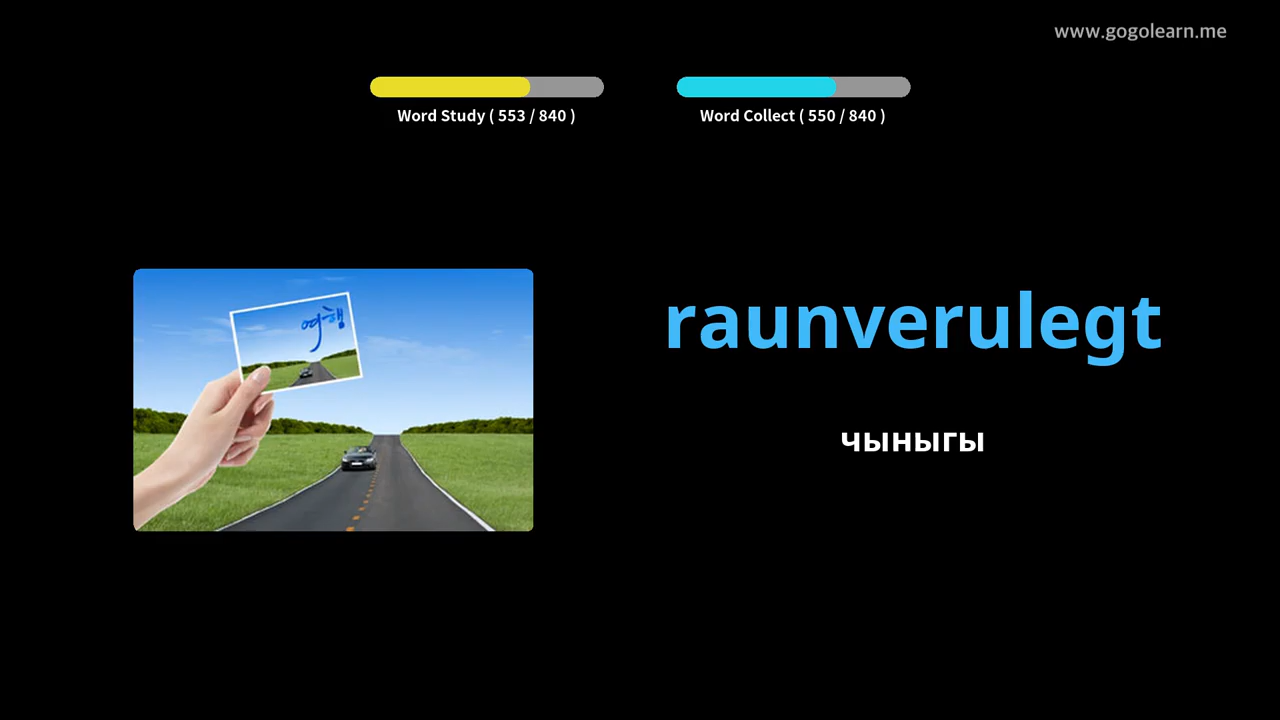 www.gogolearn.me
Word Study ( 553 / 840 )
Word Collect ( 550 / 840 )
여행
raunverulegt
чыныгы